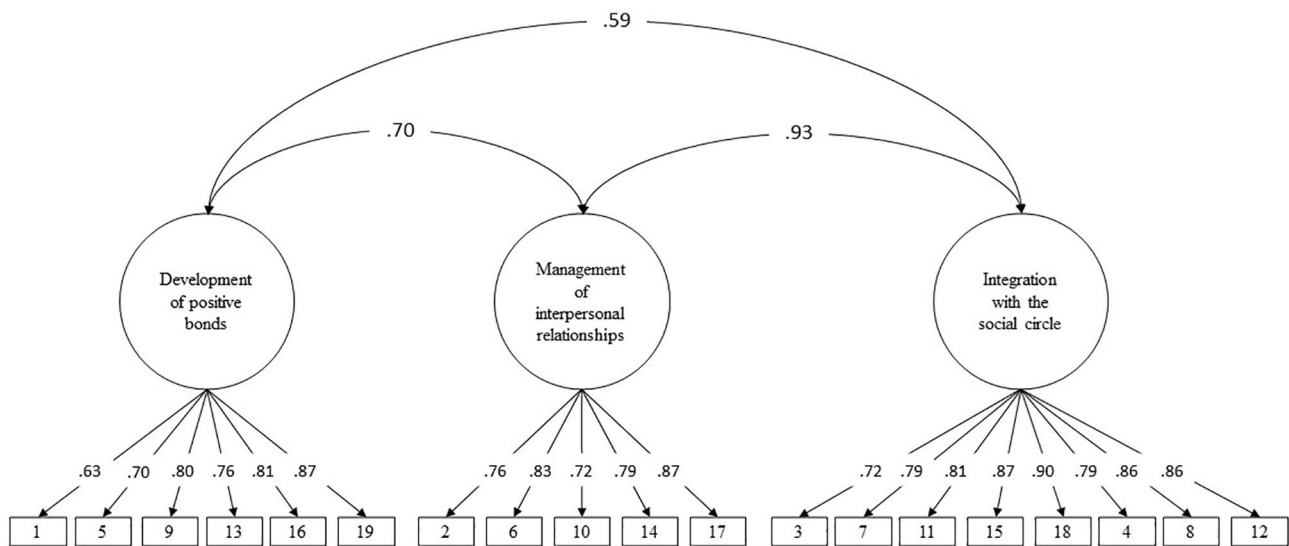 .59
.70
.93
Development
of positive
bonds
Management
of
interpersonal
relationships
Integration
with the
social circle
.63 .70 .80 .76 .81 .87
.76 .83 .72 .79 .87
.72 .79 .81 .87 .90 .79 .86 .86
1 5 9 13 16 19
2 6 10 14 17
3 7 11 15 18 4 8 12